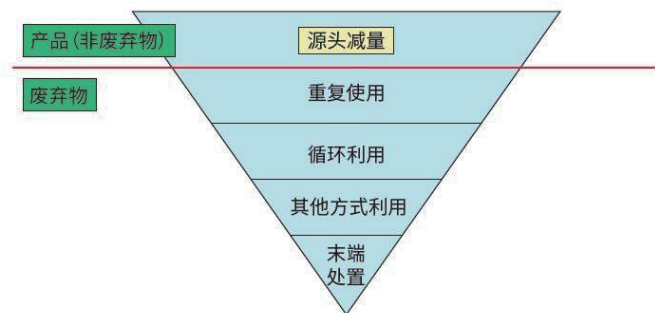 产品(非废弃物)
源头减量
废弃物
重复使用
循环利用
其他方式利用
末端
处置